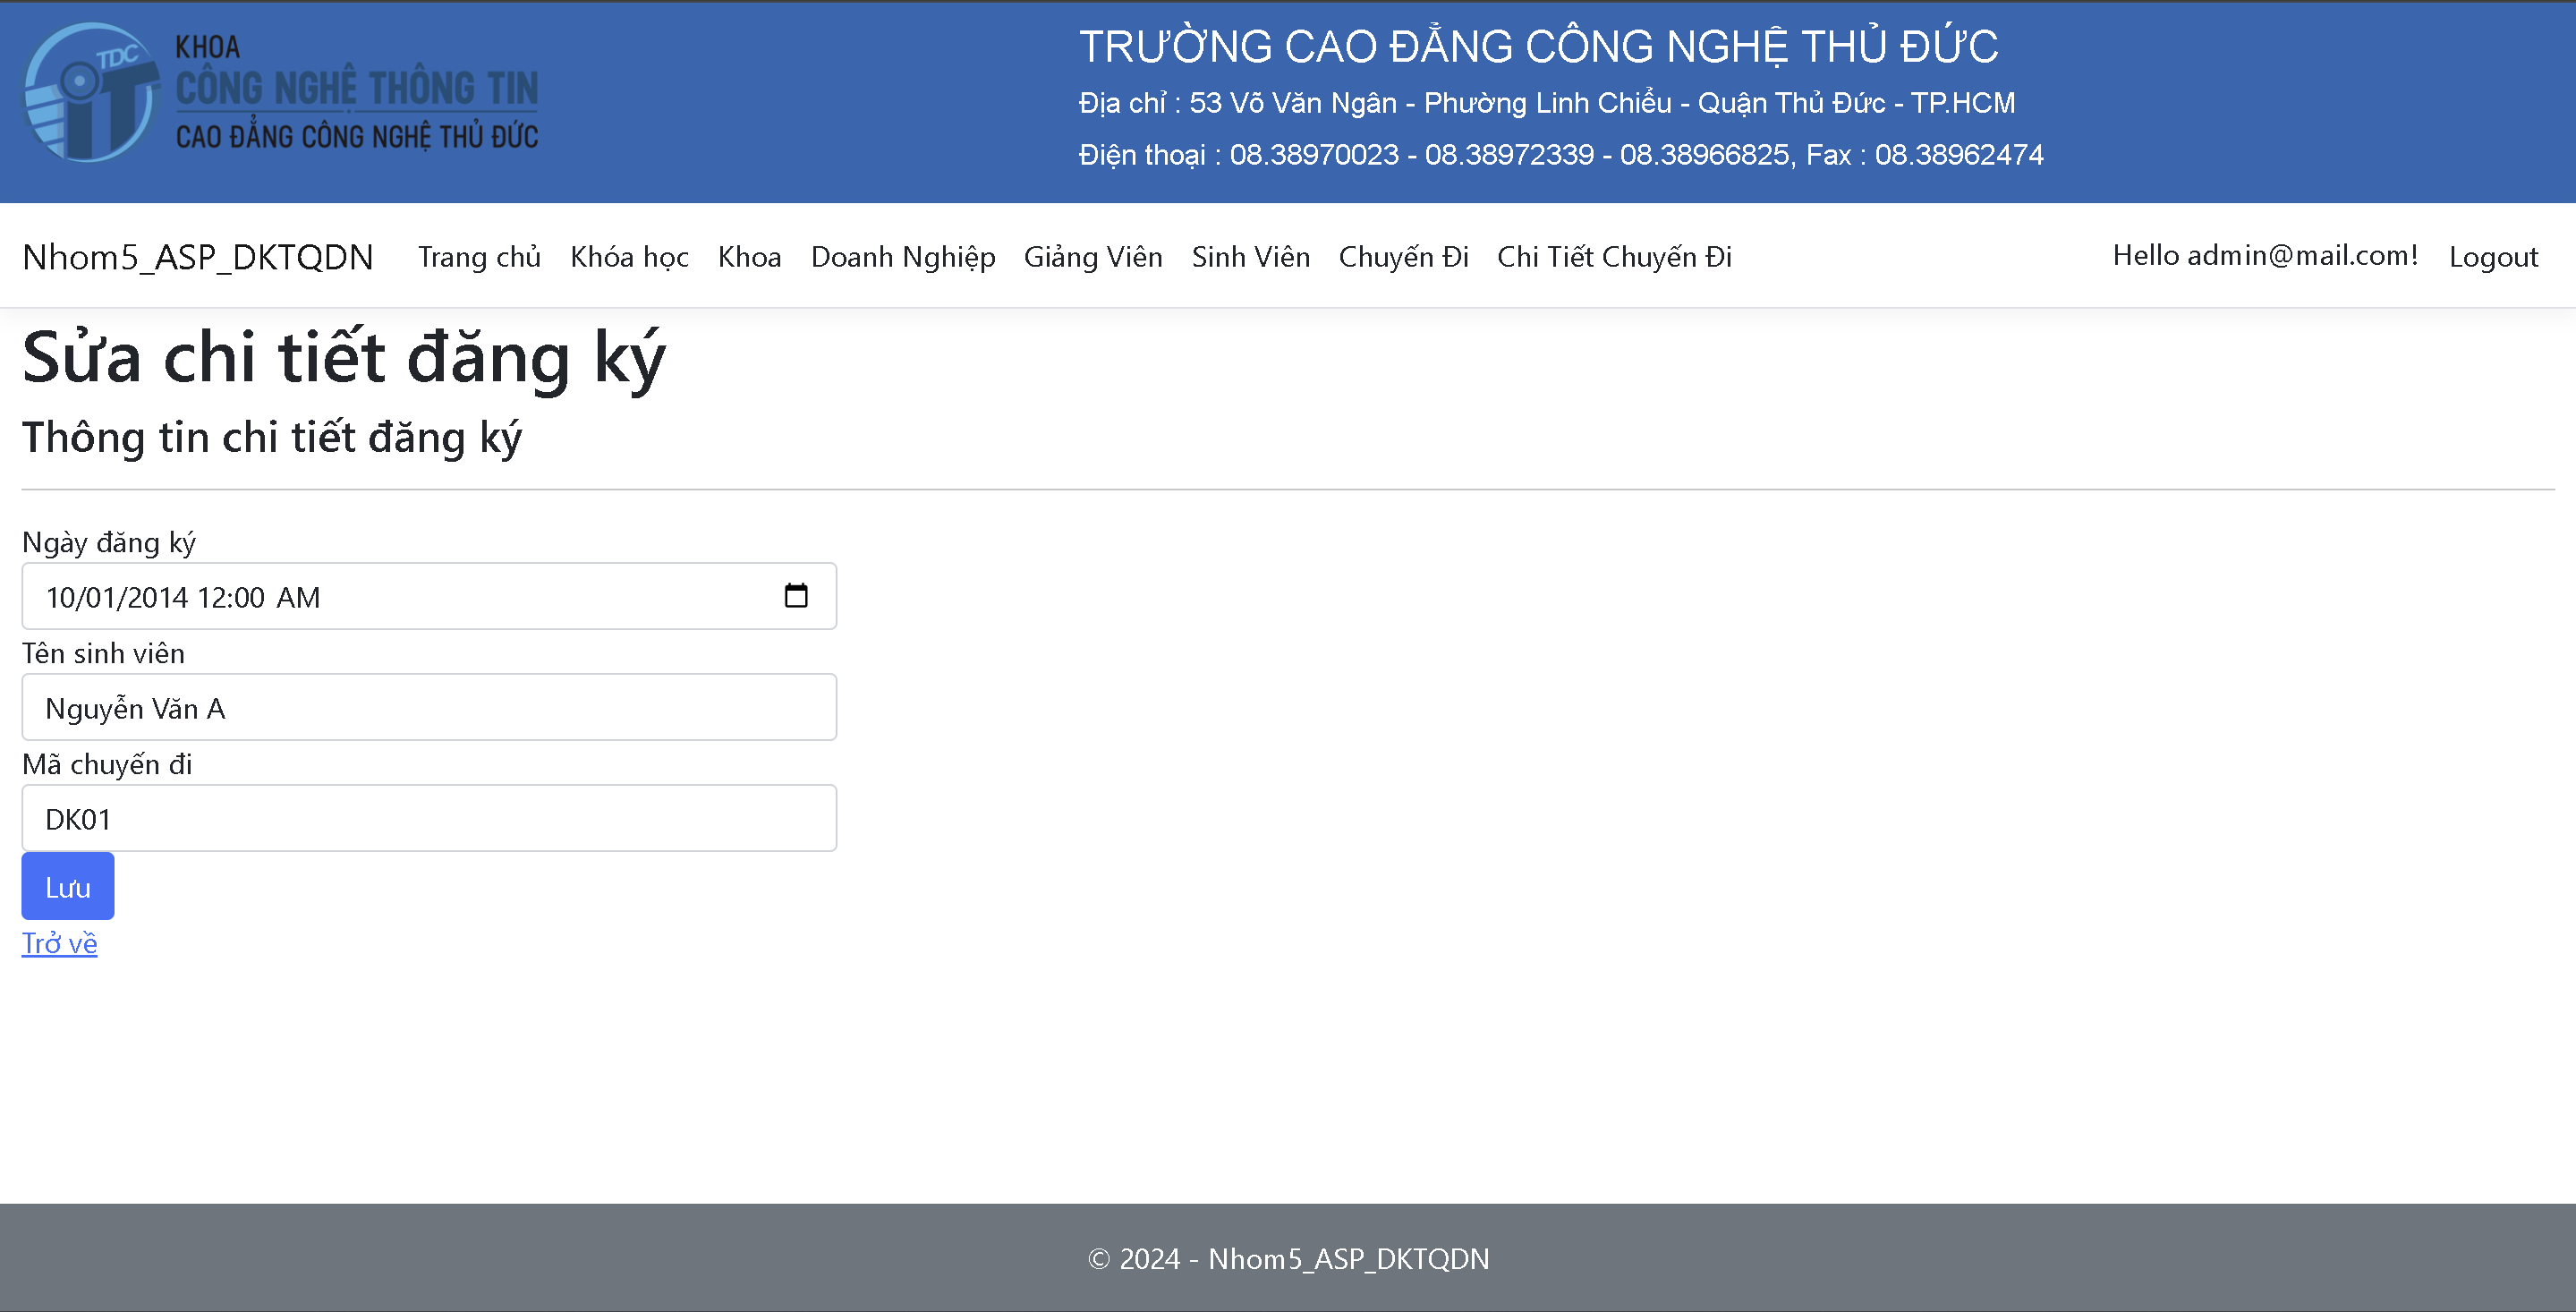 TDC
iT
KHOA
CÔNG NGHỆ THÔNG TIN
CAO ĐẲNG CÔNG NGHỆ THỦ ĐỨC
TRƯỜNG CAO ĐẲNG CÔNG NGHỆ THỦ ĐỨC
Địa chỉ : 53 Võ Văn Ngân - Phường Linh Chiểu - Quận Thủ Đức - TP.HCM
Điện thoại : 08.38970023 - 08.38972339 - 08.38966825, Fax : 08.38962474
Nhom5_ASP_DKTQDN Trang chủ Khóa học Khoa Doanh Nghiệp Giảng Viên Sinh Viên Chuyến Đi Chi Tiết Chuyến Đi Hello admin@mail.com! Logout
Sửa chi tiết đăng ký
Thông tin chi tiết đăng ký
Ngày đăng ký
10/01/2014 12:00 AM
Tên sinh viên
Nguyễn Văn A
Mã chuyến đi
DK01
Lưu
Trở về
© 2024 - Nhom5_ASP_DKTQDN